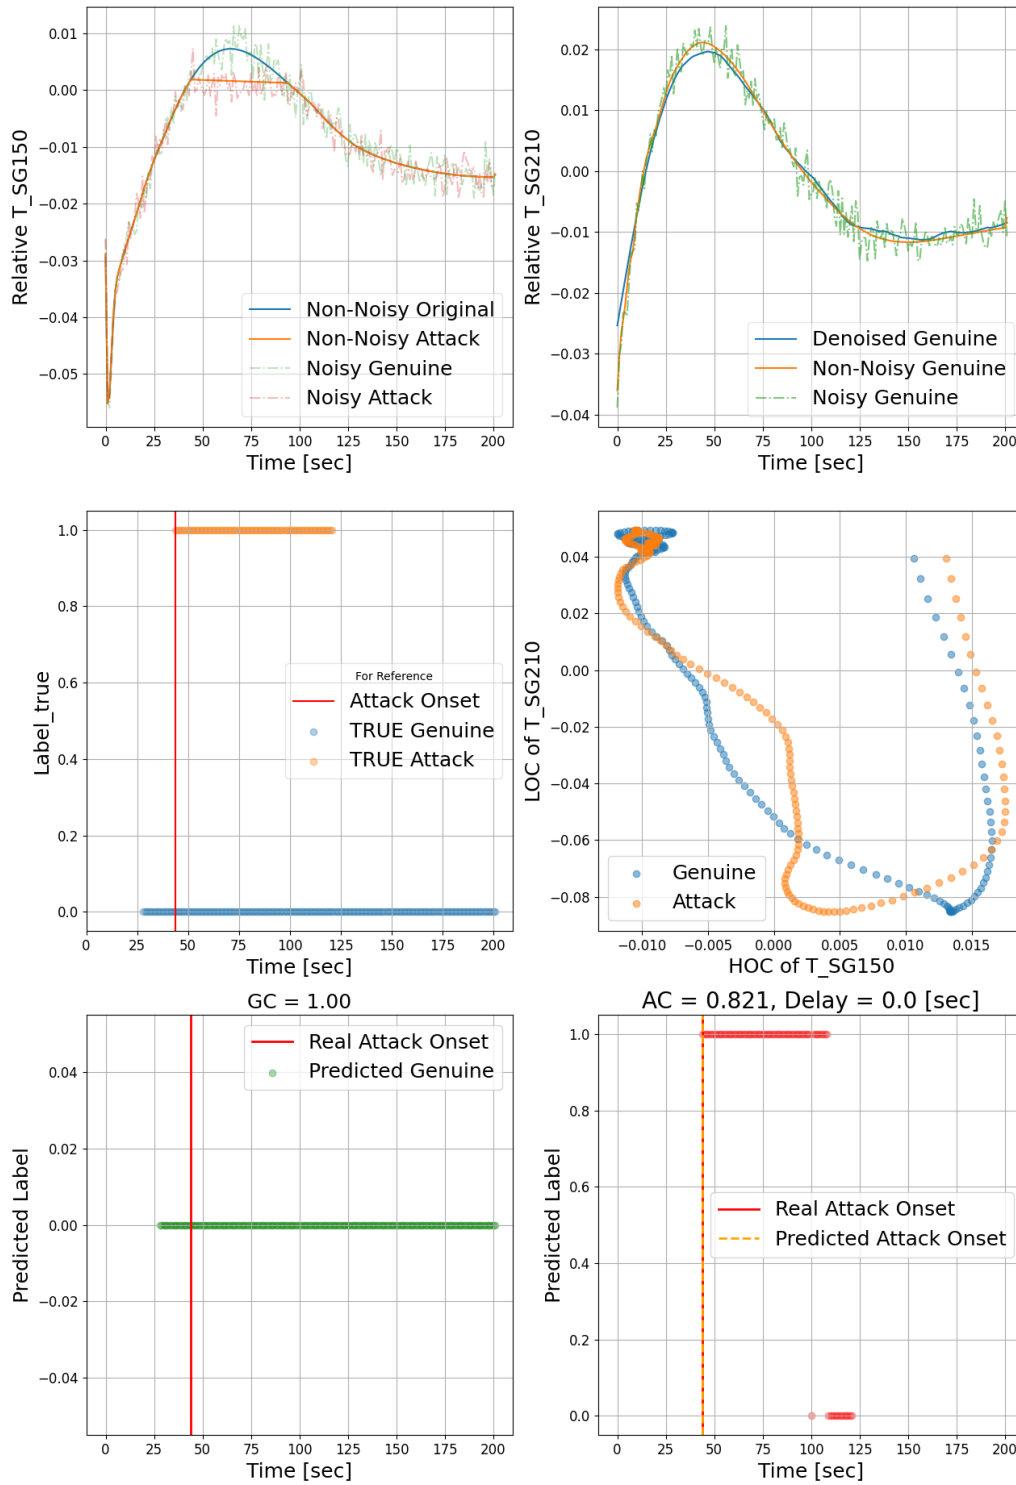 0.01
0.00
−0.01
−0.02
−0.03
−0.04
−0.05
Relative T_SG150
Non-Noisy Original
Non-Noisy Attack
Noisy Genuine
Noisy Attack
0 25 50 75 100 125 150 175 200
Time [sec]
0.02
0.01
0.00
−0.01
−0.02
−0.03
−0.04
Relative T_SG210
Denoised Genuine
Non-Noisy Genuine
Noisy Genuine
0 25 50 75 100 125 150 175 200
Time [sec]
1.0
0.8
0.6
0.4
0.2
0.0
Label_true
For Reference
Attack Onset
TRUE Genuine
TRUE Attack
0 25 50 75 100 125 150 175 200
Time [sec]
0.04
0.02
0.00
−0.02
−0.04
−0.06
−0.08
LOC of T_SG210
Genuine
Attack
−0.010 −0.005 0.000 0.005 0.010 0.015
HOC of T_SG150
GC = 1.00
0.04
0.02
0.00
−0.02
−0.04
Predicted Label
Real Attack Onset
Predicted Genuine
0 25 50 75 100 125 150 175 200
Time [sec]
AC = 0.821, Delay = 0.0 [sec]
1.0
0.8
0.6
0.4
0.2
0.0
Predicted Label
Real Attack Onset
Predicted Attack Onset
0 25 50 75 100 125 150 175 200
Time [sec]